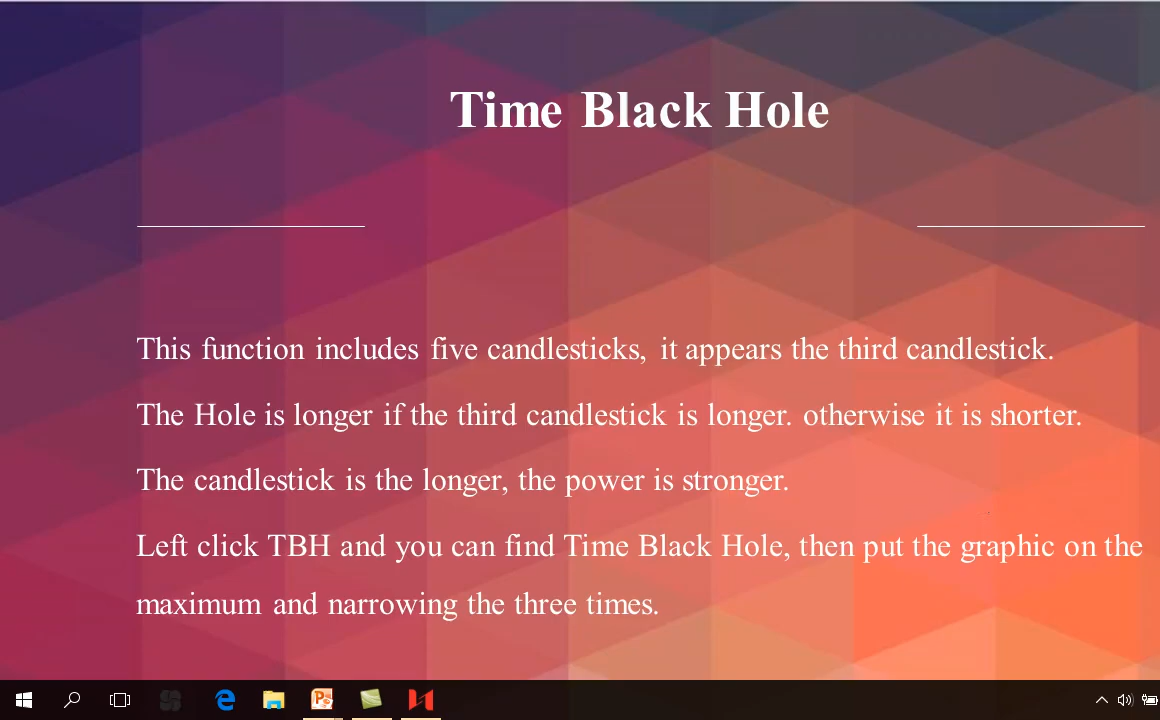 Time Black Hole
This function includes five candlesticks, it appears the third candlestick.
The Hole is longer if the third candlestick is longer. otherwise it is shorter.
The candlestick is the longer, the power is stronger.
Left click TBH and you can find Time Black Hole, then put the graphic on the
maximum and narrowing the three times.